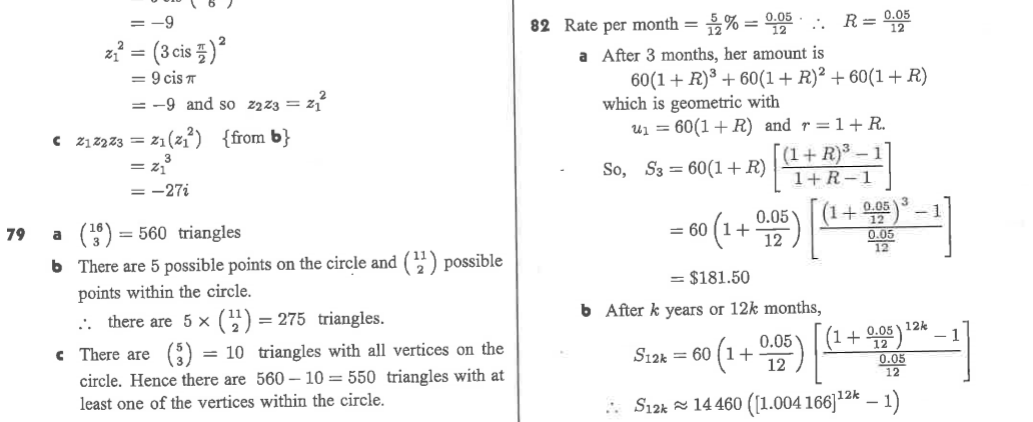 = −9
z₁² = (3 cis π/2)²
= 9 cis π
= −9 and so z₂z₃ = z₁²
c z₁z₂z₃ = z₁(z₁²) {from b}
= z₁³
= −27i
79 a (16 3) = 560 triangles
b There are 5 possible points on the circle and (11 2) possible
points within the circle.
∴ there are 5 × (11 2) = 275 triangles.
c There are (5 3) = 10 triangles with all vertices on the
circle. Hence there are 560 − 10 = 550 triangles with at
least one of the vertices within the circle.
82 Rate per month = 5/12% = 0.05/12 ∴ R = 0.05/12
a After 3 months, her amount is
60(1 + R)³ + 60(1 + R)² + 60(1 + R)
which is geometric with
u₁ = 60(1 + R) and r = 1 + R.
So, S₃ = 60(1 + R) [((1 + R)³ − 1)/(1 + R − 1)]
= 60 (1 + 0.05/12) [((1 + 0.05/12)³ − 1)/(0.05/12)]
= $181.50
b After k years or 12k months,
S₁₂ₖ = 60 (1 + 0.05/12) [((1 + 0.05/12)^12k − 1)/(0.05/12)]
∴ S₁₂ₖ ≈ 14 460 ([1.004 166]^12k − 1)